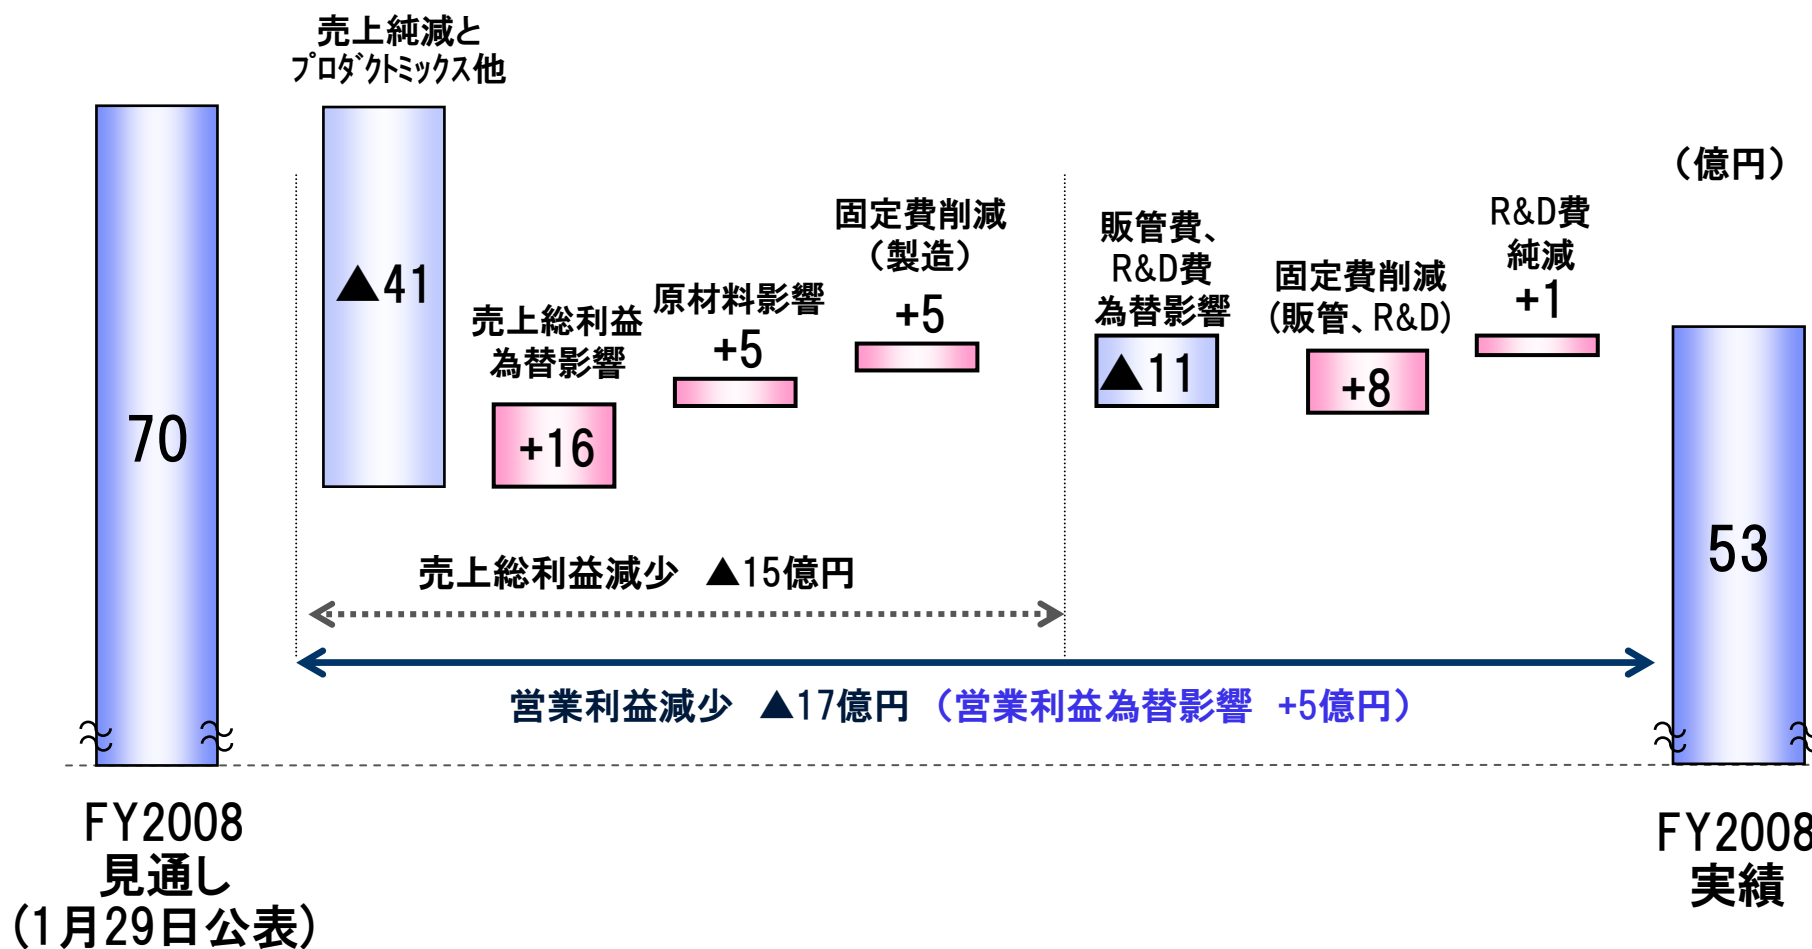 売上純減と
プロダクトミックス他
（億円）
▲41
売上総利益
為替影響
+16
原材料影響
+5
固定費削減
（製造）
+5
販管費、
R&D費
為替影響
▲11
固定費削減
(販管、R&D)
+8
R&D費
純減
+1
70
53
売上総利益減少 ▲15億円
営業利益減少 ▲17億円（営業利益為替影響 +5億円）
FY2008
見通し
(1月29日公表)
FY2008
実績